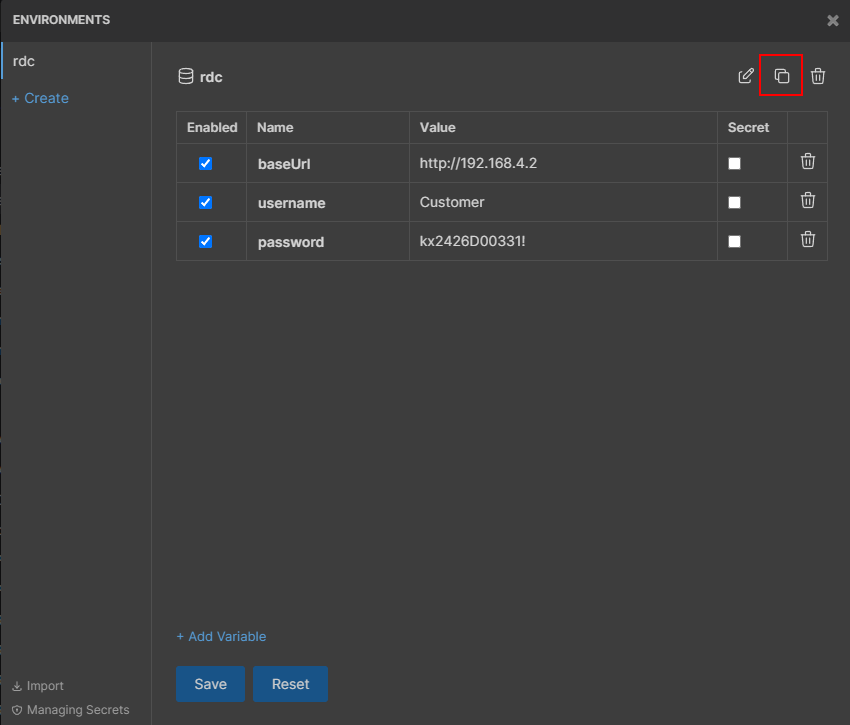 ENVIRONMENTS
rdc
+ Create
rdc
Enabled Name Value Secret
baseUrl http://192.168.4.2
username Customer
password kx2426D00331!
+ Add Variable
Save Reset
Import
Managing Secrets